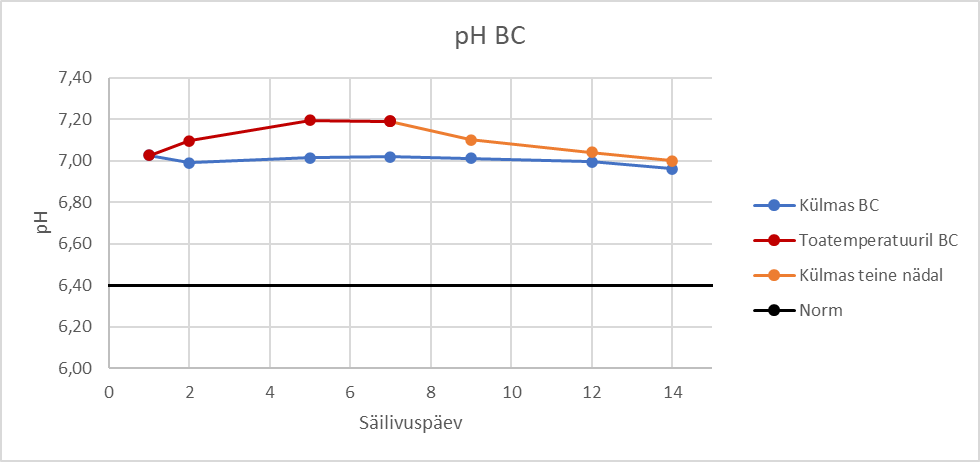 pH BC
7,40
7,20
7,00
6,80
6,60
6,40
6,20
6,00
pH
0 2 4 6 8 10 12 14
Säilivuspäev
Külmas BC
Toatemperatuuril BC
Külmas teine nädal
Norm